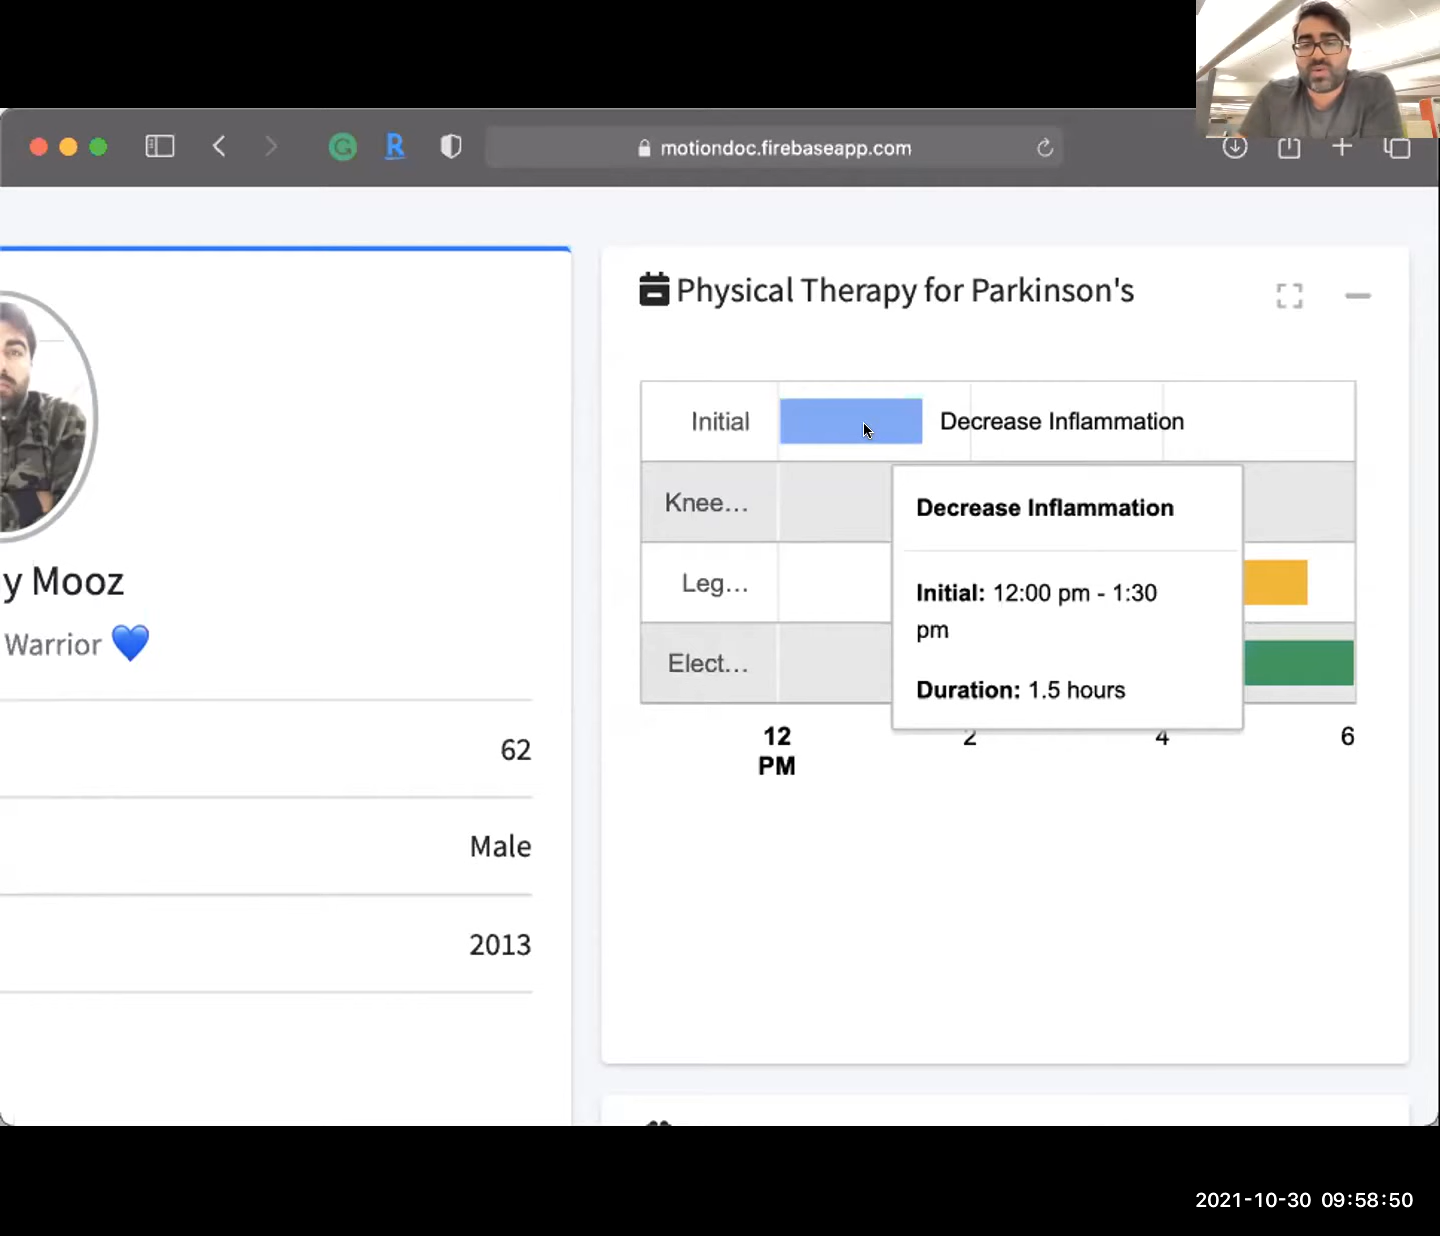 motiondoc.firebaseapp.com
y Mooz
Warrior 💙
62
Male
2013
Physical Therapy for Parkinson's
Initial
Decrease Inflammation
Knee...
Leg...
Elect...
Decrease Inflammation
Initial: 12:00 pm - 1:30
pm
Duration: 1.5 hours
12
PM
2
4
6
2021-10-30 09:58:50